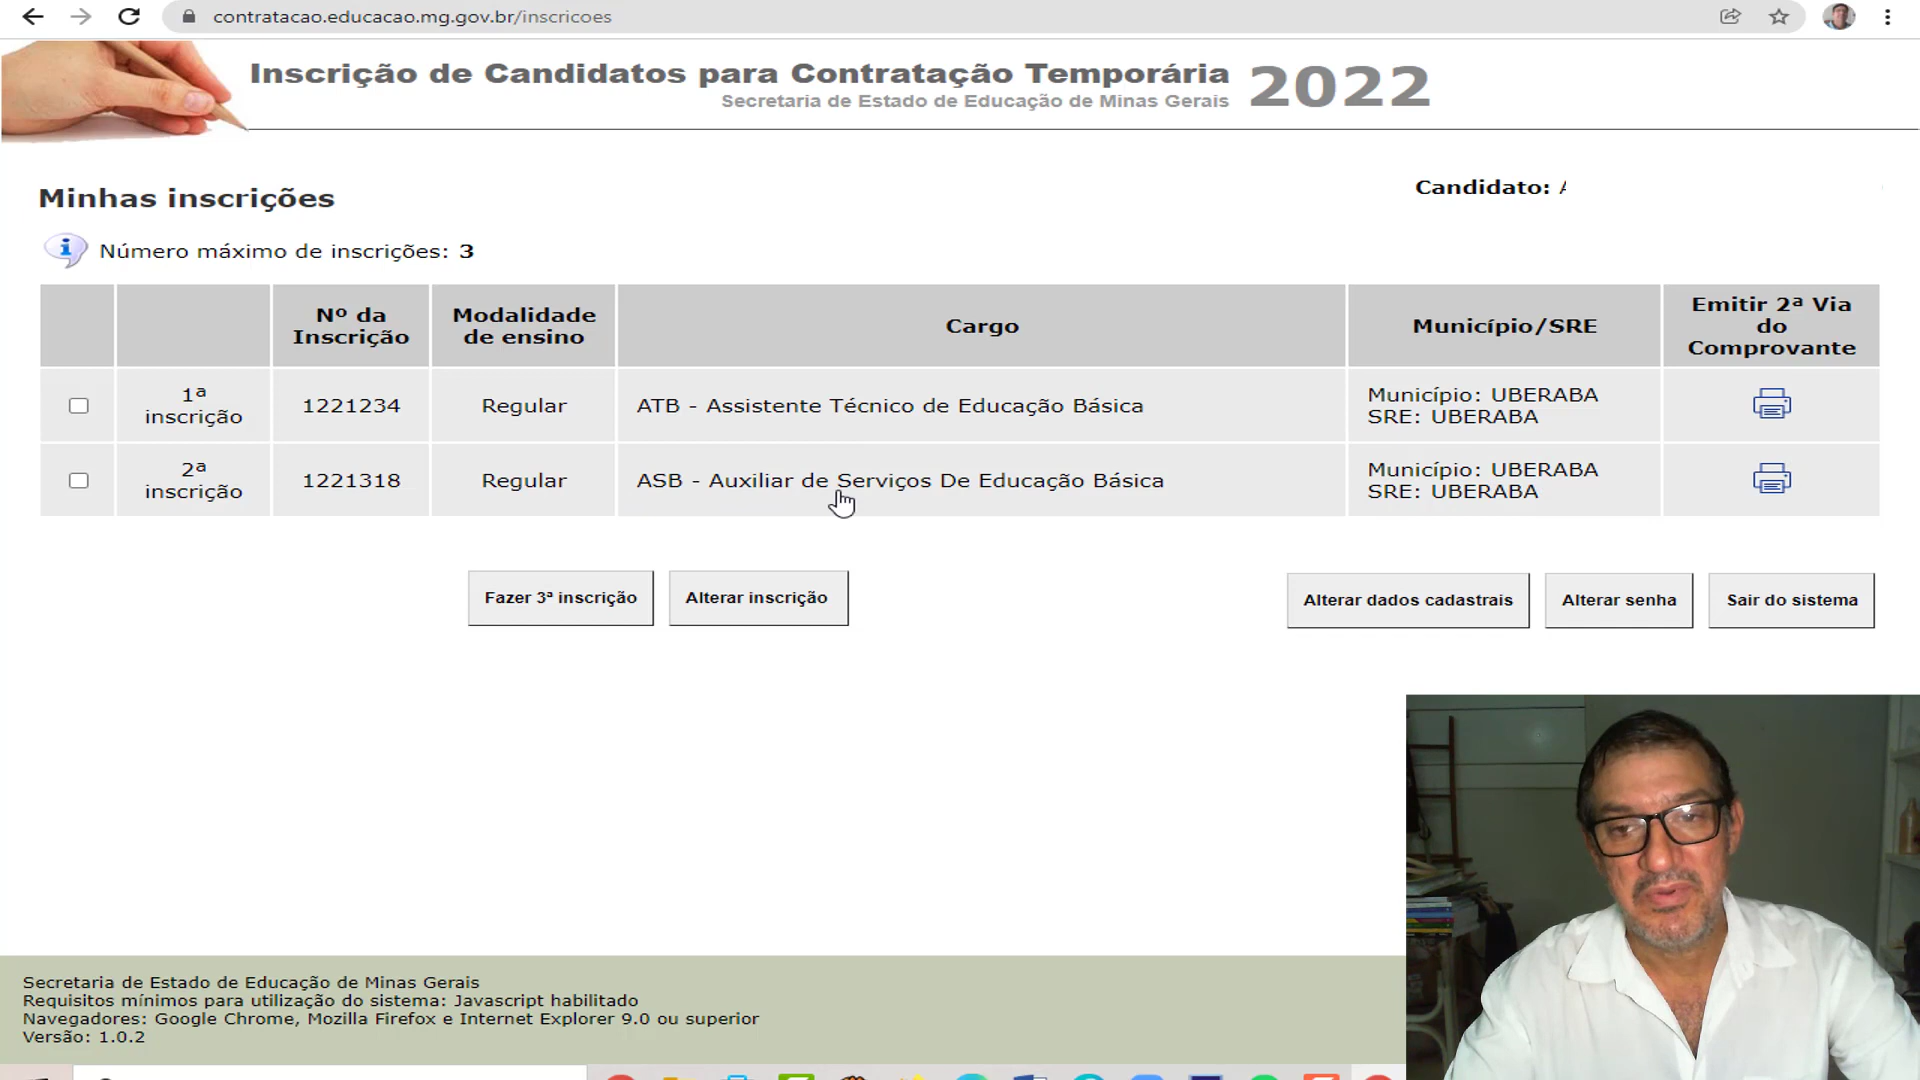 contratacao.educacao.mg.gov.br/inscricoes
Inscrição de Candidatos para Contratação Temporária 2022
Secretaria de Estado de Educação de Minas Gerais
Minhas inscrições
Candidato:
Número máximo de inscrições: 3
Nº da Inscrição
Modalidade de ensino
Cargo
Município/SRE
Emitir 2ª Via do Comprovante
1ª inscrição
1221234
Regular
ATB - Assistente Técnico de Educação Básica
Município: UBERABA
SRE: UBERABA
2ª inscrição
1221318
Regular
ASB - Auxiliar de Serviços De Educação Básica
Município: UBERABA
SRE: UBERABA
Fazer 3ª inscrição
Alterar inscrição
Alterar dados cadastrais
Alterar senha
Sair do sistema
Secretaria de Estado de Educação de Minas Gerais
Requisitos mínimos para utilização do sistema: Javascript habilitado
Navegadores: Google Chrome, Mozilla Firefox e Internet Explorer 9.0 ou superior
Versão: 1.0.2